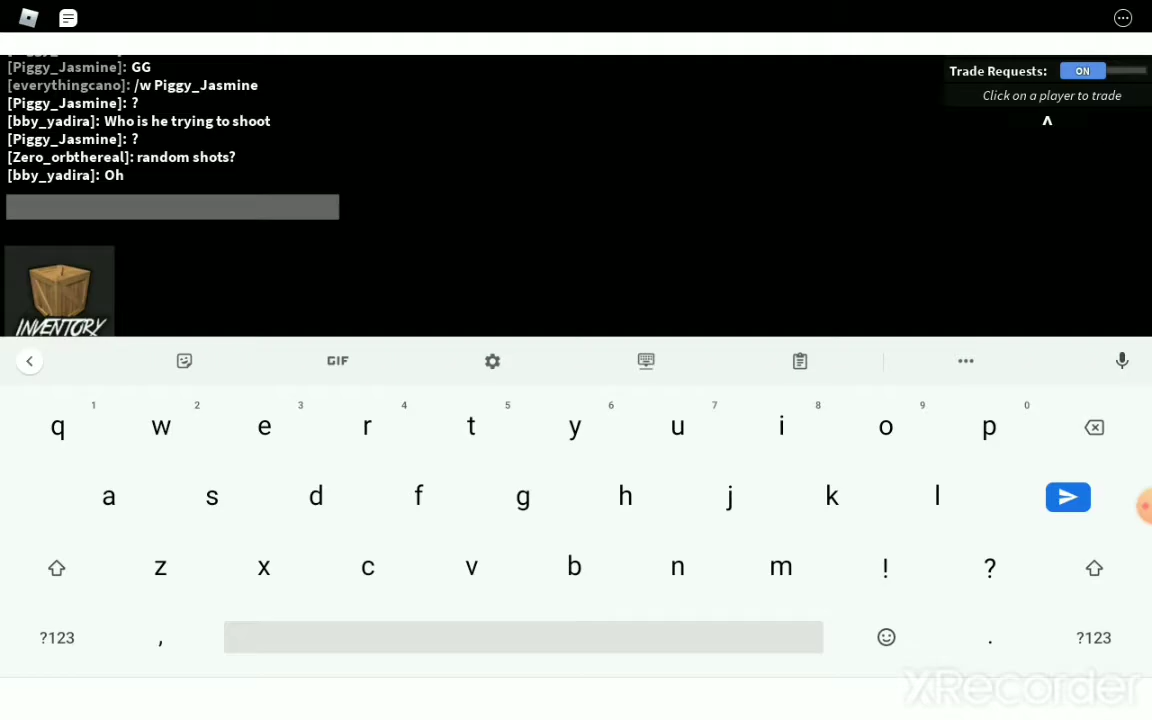 [Piggy_Jasmine]: GG
[everythingcano]: /w Piggy_Jasmine
[Piggy_Jasmine]: ?
[bby_yadira]: Who is he trying to shoot
[Piggy_Jasmine]: ?
[Zero_orbthereal]: random shots?
[bby_yadira]: Oh
Trade Requests: ON
Click on a player to trade
^
INVENTORY
GIF
1 2 3 4 5 6 7 8 9 0
q w e r t y u i o p
a s d f g h j k l
z x c v b n m ! ?
?123 , . ?123
XRecorder